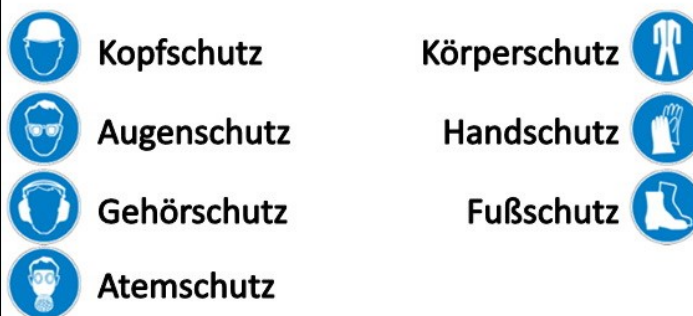 Kopfschutz
Augenschutz
Gehörschutz
Atemschutz
Körperschutz
Handschutz
Fußschutz